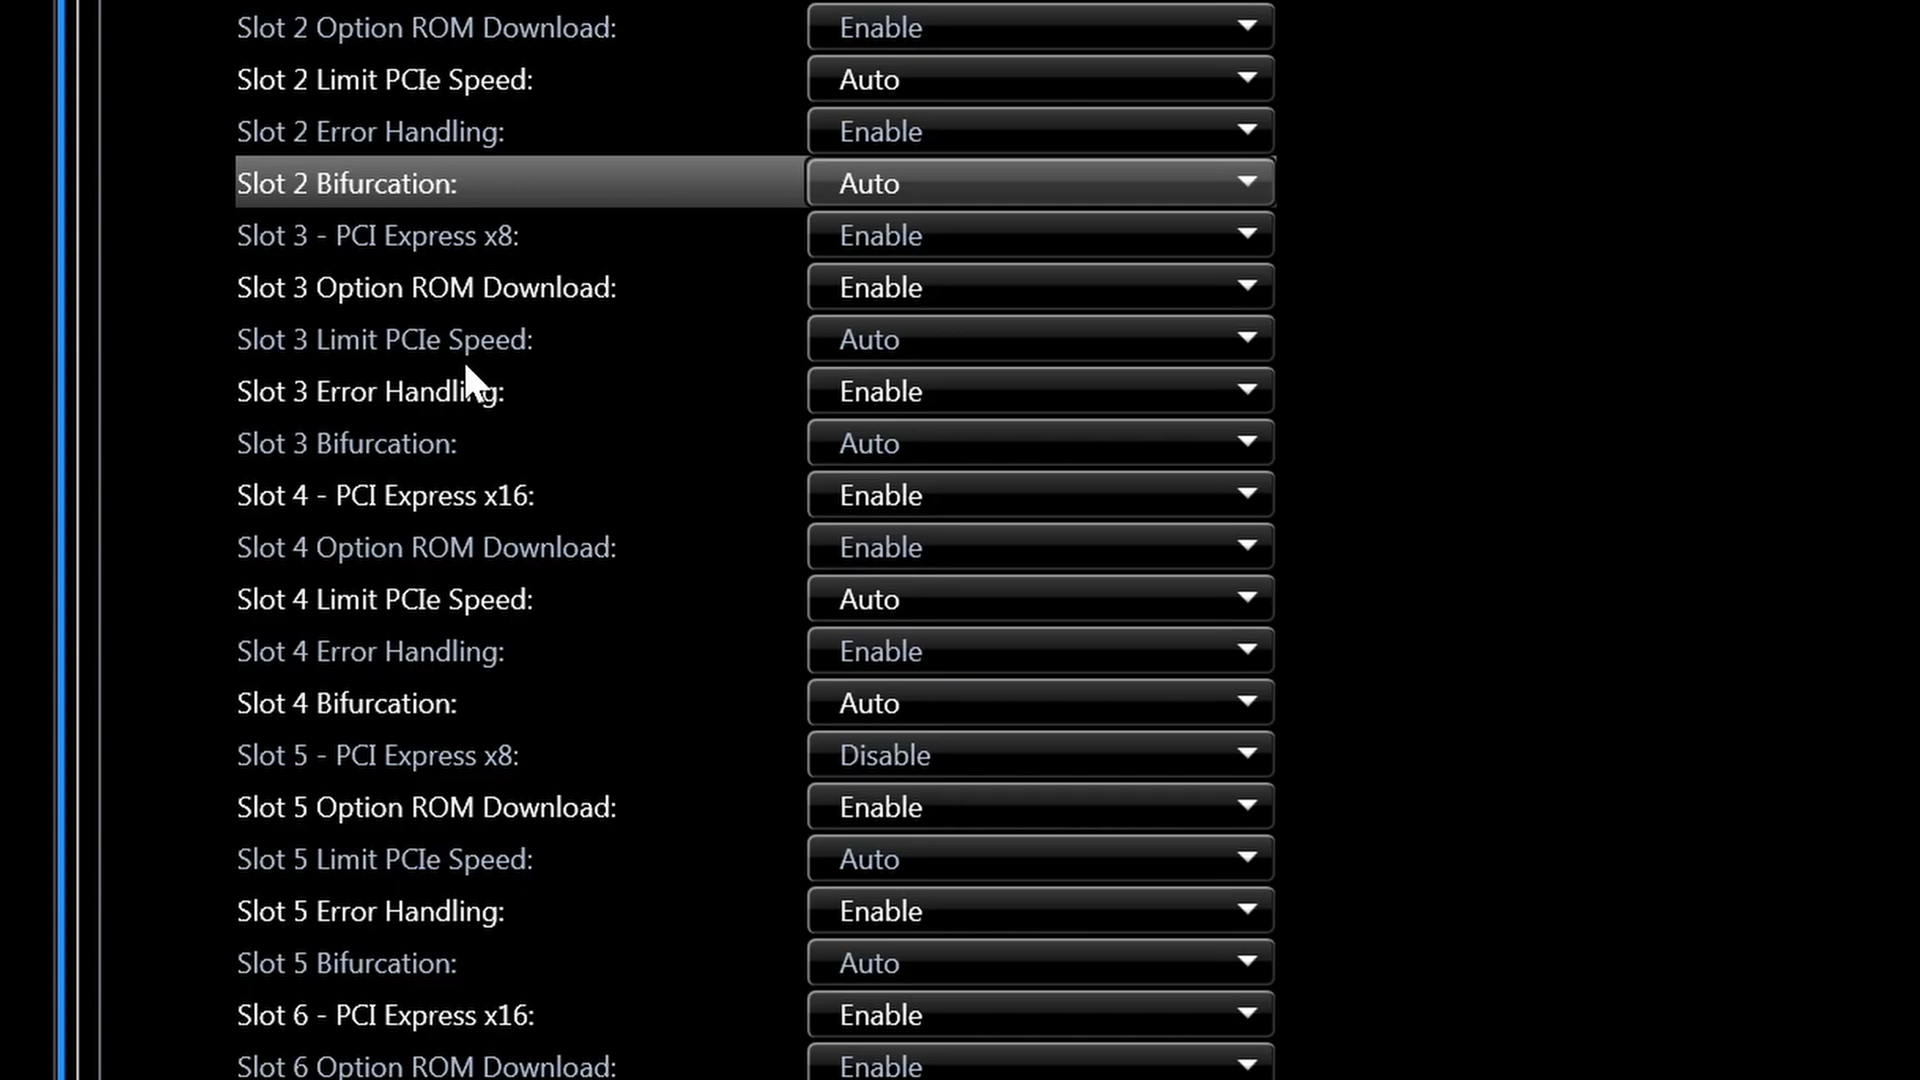 Slot 2 Option ROM Download: Enable
Slot 2 Limit PCIe Speed: Auto
Slot 2 Error Handling: Enable
Slot 2 Bifurcation: Auto
Slot 3 - PCI Express x8: Enable
Slot 3 Option ROM Download: Enable
Slot 3 Limit PCIe Speed: Auto
Slot 3 Error Handling: Enable
Slot 3 Bifurcation: Auto
Slot 4 - PCI Express x16: Enable
Slot 4 Option ROM Download: Enable
Slot 4 Limit PCIe Speed: Auto
Slot 4 Error Handling: Enable
Slot 4 Bifurcation: Auto
Slot 5 - PCI Express x8: Disable
Slot 5 Option ROM Download: Enable
Slot 5 Limit PCIe Speed: Auto
Slot 5 Error Handling: Enable
Slot 5 Bifurcation: Auto
Slot 6 - PCI Express x16: Enable
Slot 6 Option ROM Download: Enable